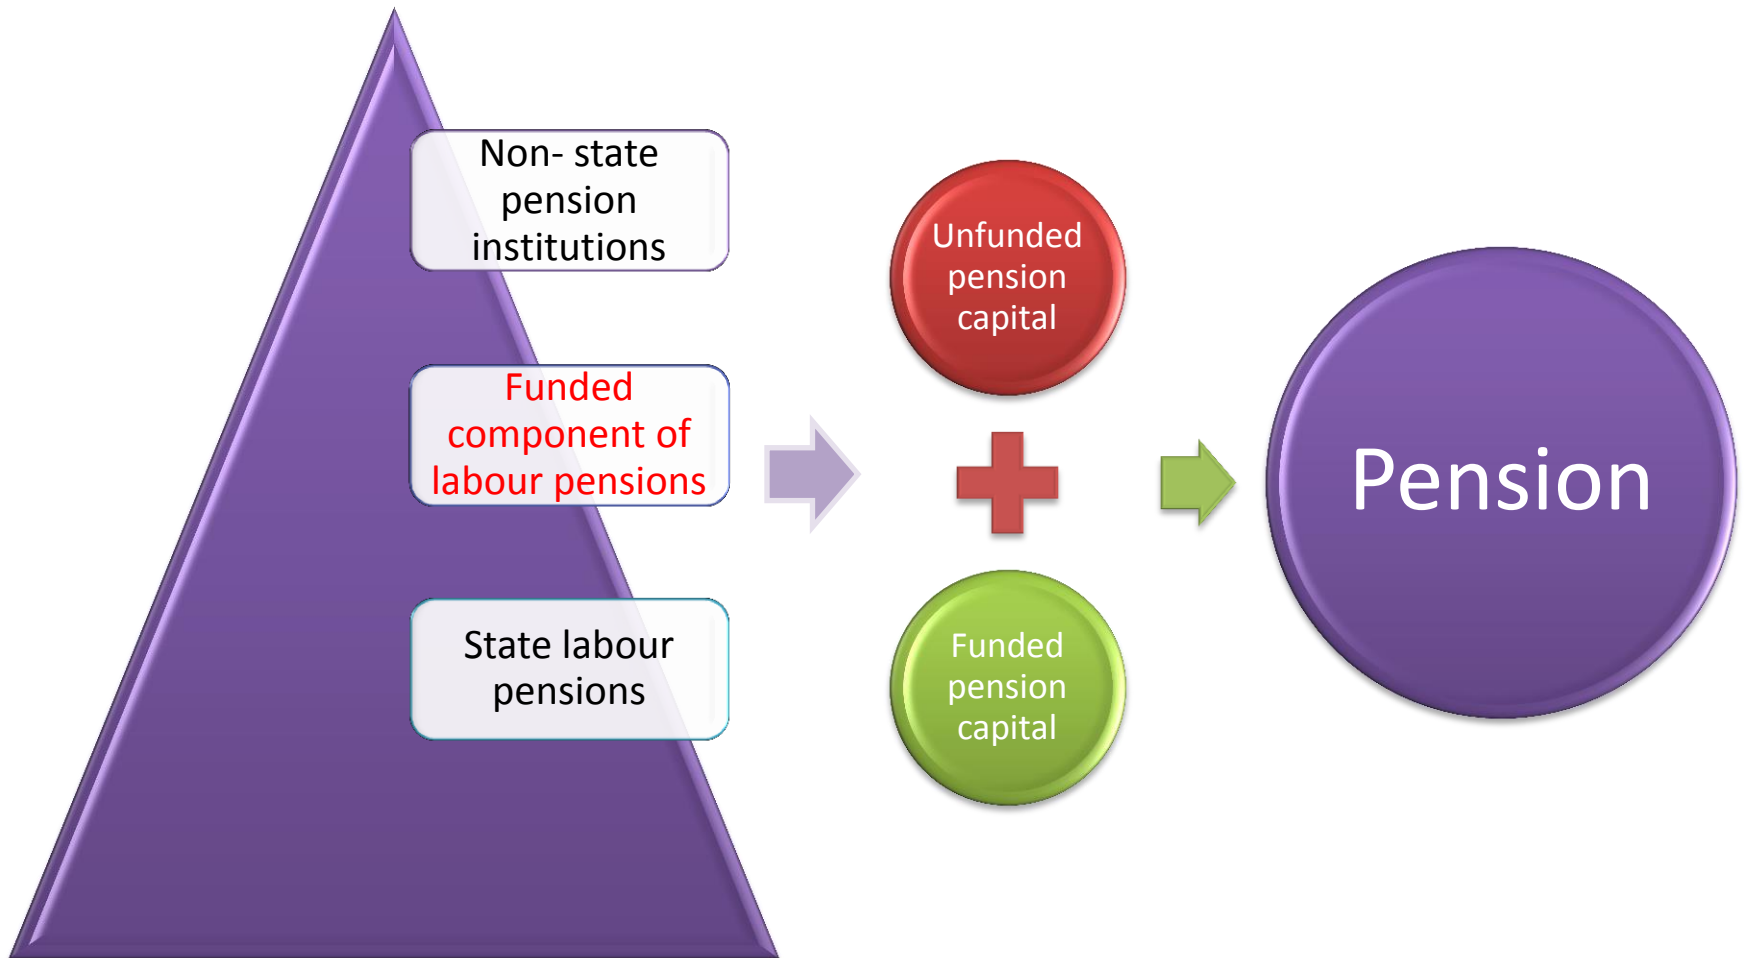 Non- state
pension
institutions
Funded
component of
labour pensions
State labour
pensions
Unfunded
pension
capital
Funded
pension
capital
Pension